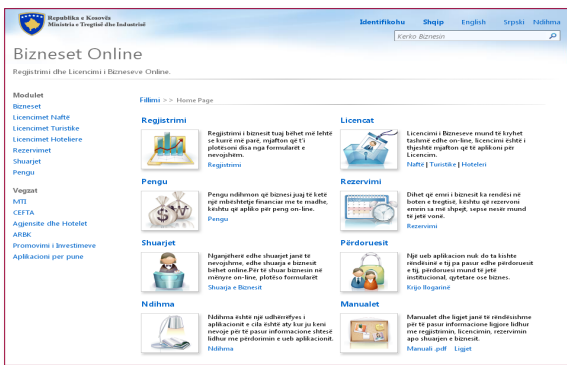 Republika e Kosovës
Ministria e Tregtisë dhe Industrisë
Identifikohu Shqip English Srpski Ndihma
Kerko Biznesin
Bizneset Online
Regjistrimi dhe Licencimi i Bizneseve Online.
Modulet
Bizneset
Licencimet Naftë
Licencimet Turistike
Licencimet Hoteliere
Rezervimet
Shuarjet
Pengu
Vegzat
MTI
CEFTA
Agjensite dhe Hotelet
ARBK
Promovimi i Investimeve
Aplikacioni per pune
Fillimi >> Home Page
Regjistrimi
Regjistrimi i biznesit tuaj bëhet më lehtë
se kurrë më parë, mjafton që t'i
plotësoni disa nga formularët e
nevojshëm.
Regjistrimi
Licencat
Licencimi i Bizneseve mund të kryhet
tashmë edhe on-line, licencimi është i
thjeshtë mjafton që të aplikoni për
Licencim.
Naftë | Turistike | Hoteleri
Pengu
Pengu ndihmon që biznesi juaj të ketë
një mbështetje financiar me te madhe,
kështu që apliko për peng on-line.
Pengu
Rezervimi
Dihet që emri i biznesit ka rendësi në
boten e tregtisë, kështu që rezervoni
emrin sa më shpejt, sepse nesër mund
të jetë vonë.
Rezervimi
Shuarjet
Nganjëherë edhe shuarjet janë të
nevojshme, edhe shuarja e biznesit
bëhet online.Për të shuar biznesin në
mënyre on-line, plotëso formularët
Shuarja e Biznesit
Përdoruesit
Një ueb aplikacion nuk do ta kishte
rëndësinë e tij pa pasur edhe përdoruesit
e tij, përdoruesi mund të jetë
institucional, qytetare ose biznes.
Krijo llogarinë
Ndihma
Ndihma është një udhërrëfyes i
aplikacionit e cila është aty kur ju keni
nevoje për të pasur informacione shtesë
lidhur me përdorimin e ueb aplikacionit.
Ndihma
Manualet
Manualet dhe ligjet janë të rëndësishme
për të pasur informacione ligjore lidhur
me regjistrimin, licencimin, rezervimin
apo shuarjen e biznesit.
Manuali .pdf Ligjet